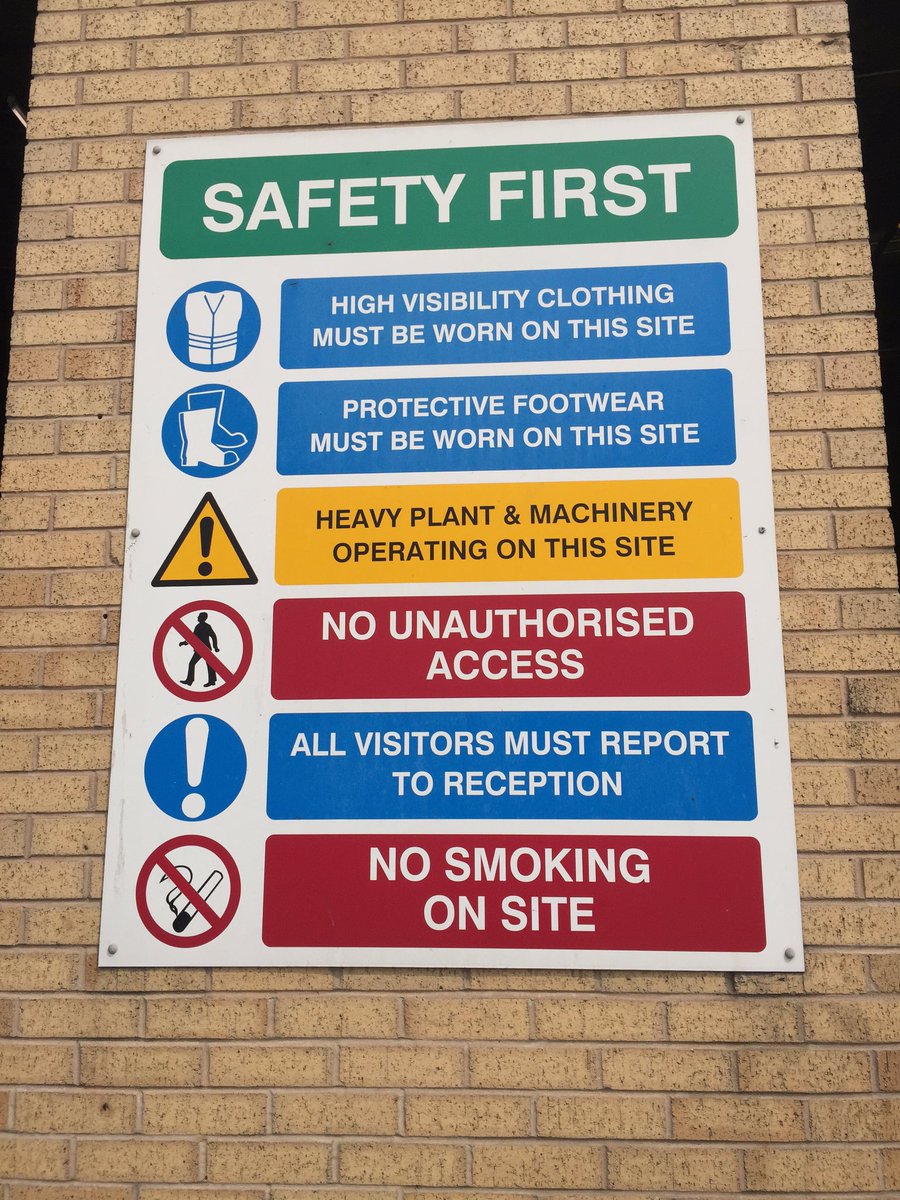 SAFETY FIRST
HIGH VISIBILITY CLOTHING
MUST BE WORN ON THIS SITE
PROTECTIVE FOOTWEAR
MUST BE WORN ON THIS SITE
HEAVY PLANT & MACHINERY
OPERATING ON THIS SITE
NO UNAUTHORISED
ACCESS
ALL VISITORS MUST REPORT
TO RECEPTION
NO SMOKING
ON SITE